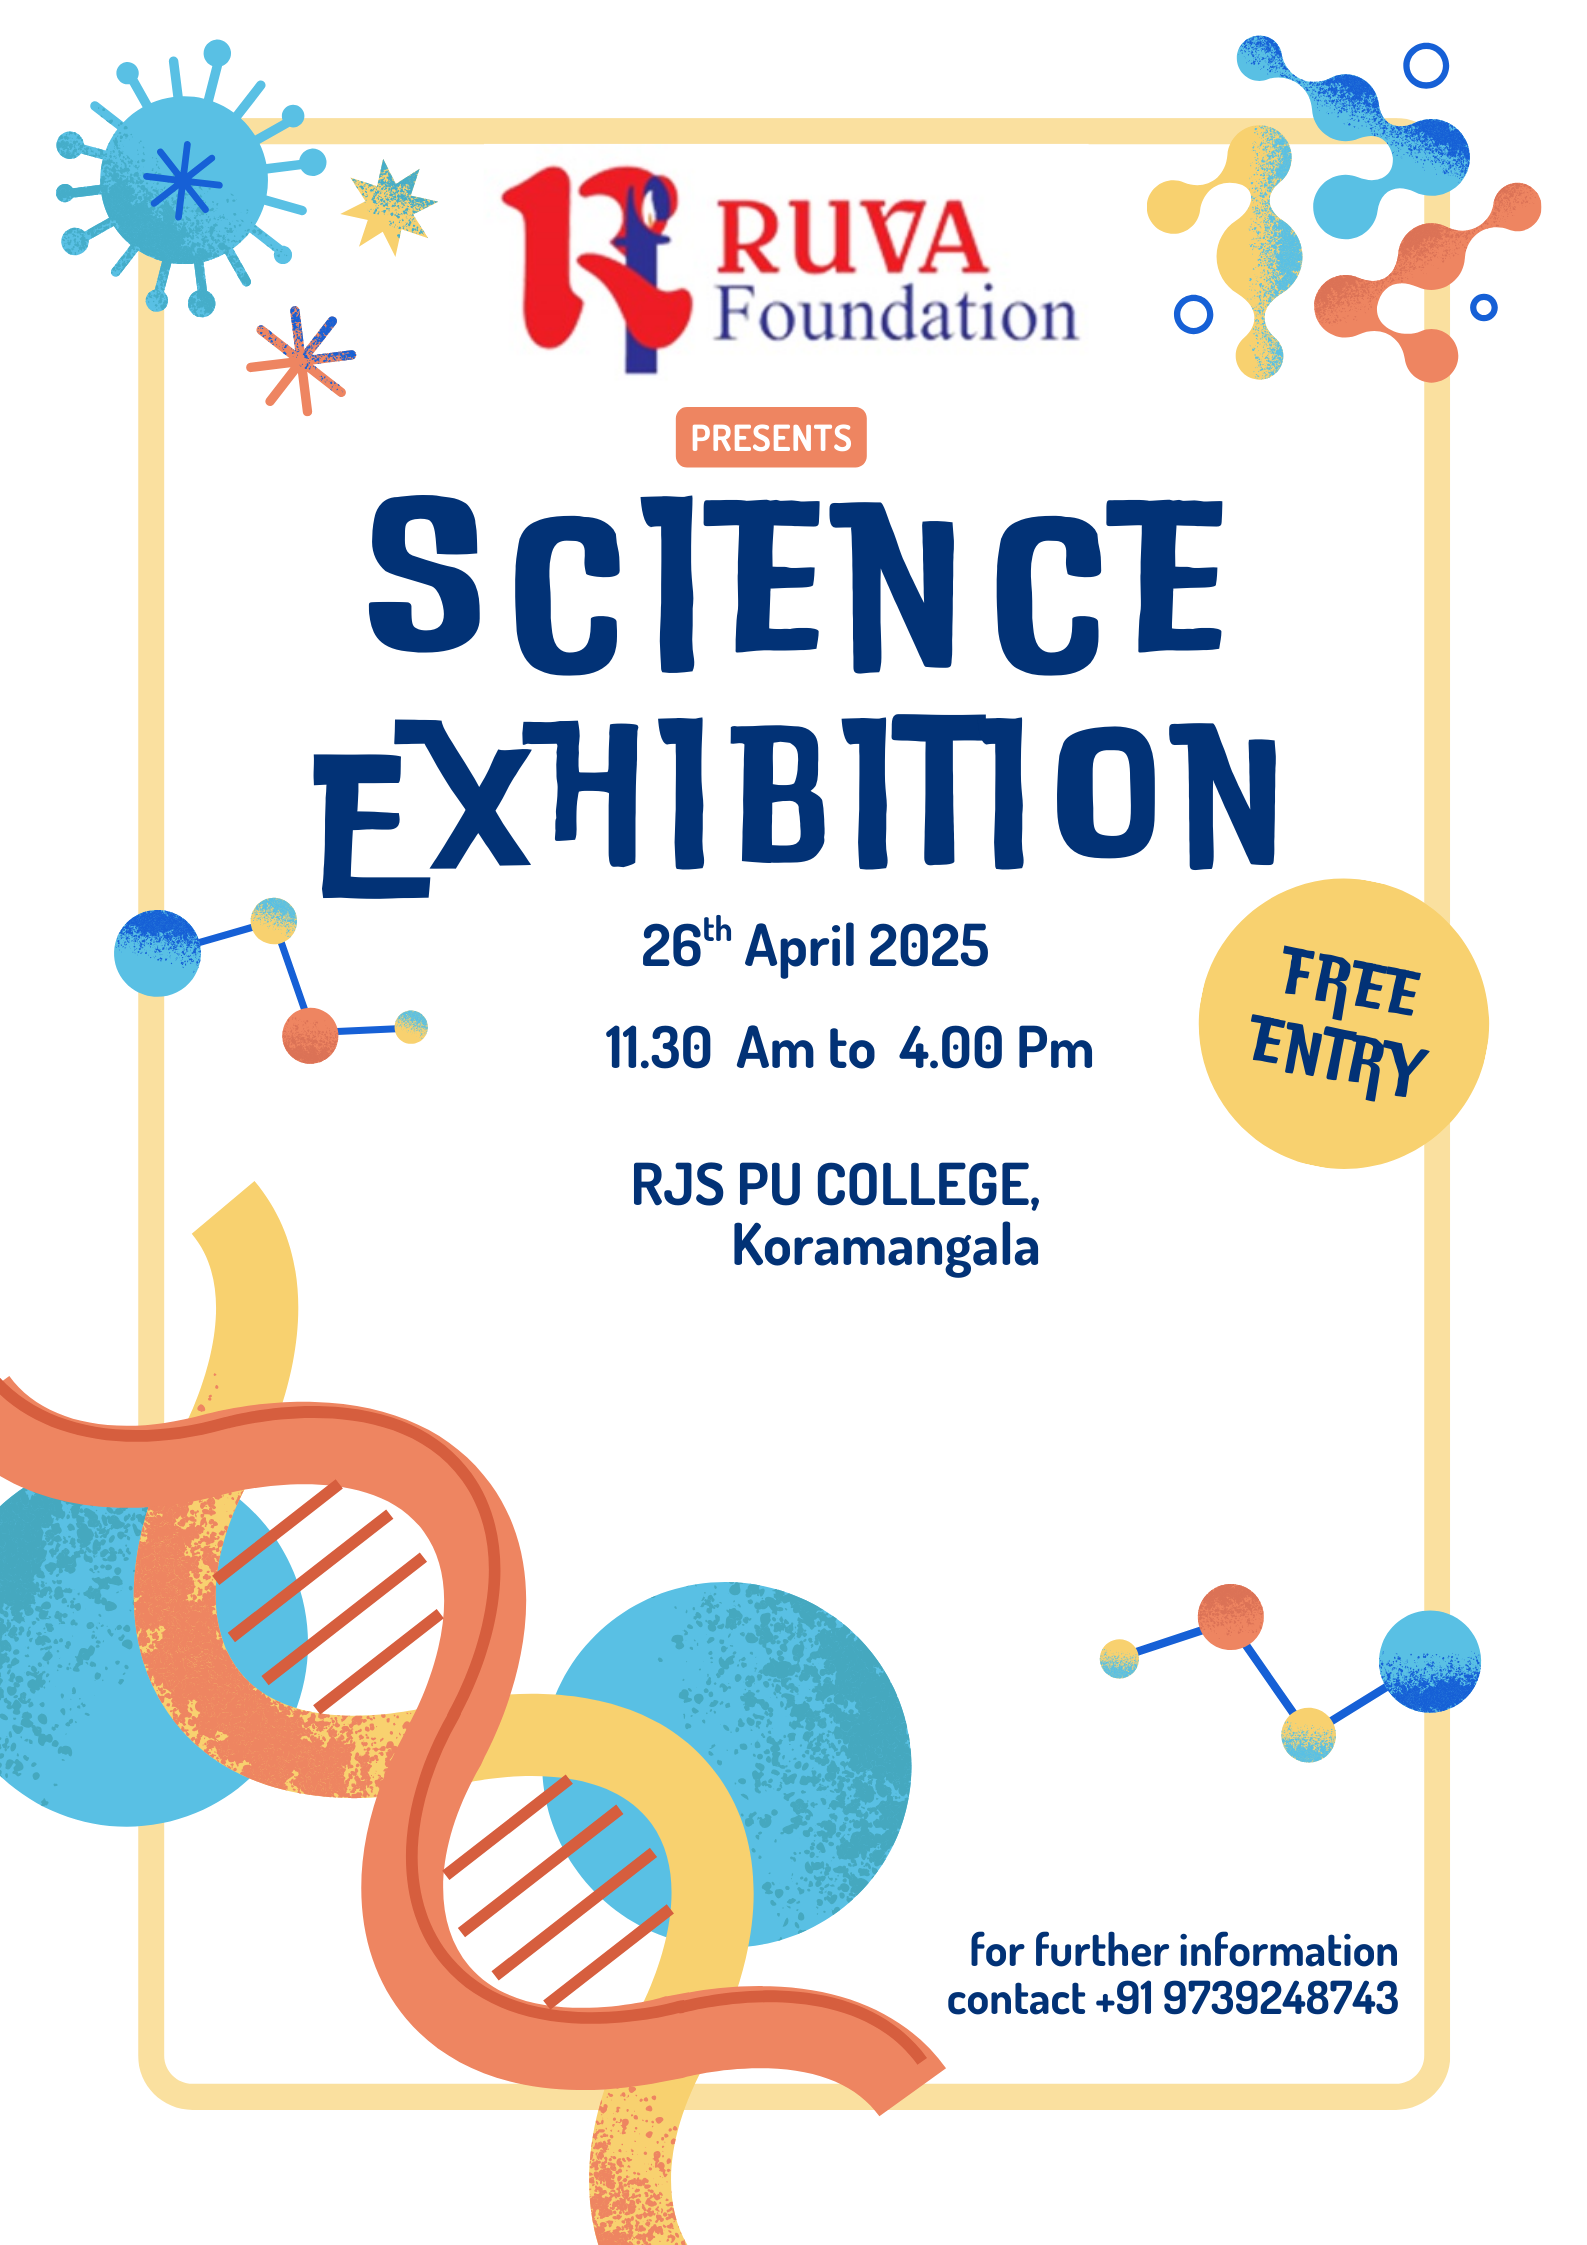 RUVA
Foundation
PRESENTS
SCIENCE
EXHIBITION
26th April 2025
11.30 Am to 4.00 Pm
FREE
ENTRY
RJS PU COLLEGE,
Koramangala
for further information
contact +91 9739248743